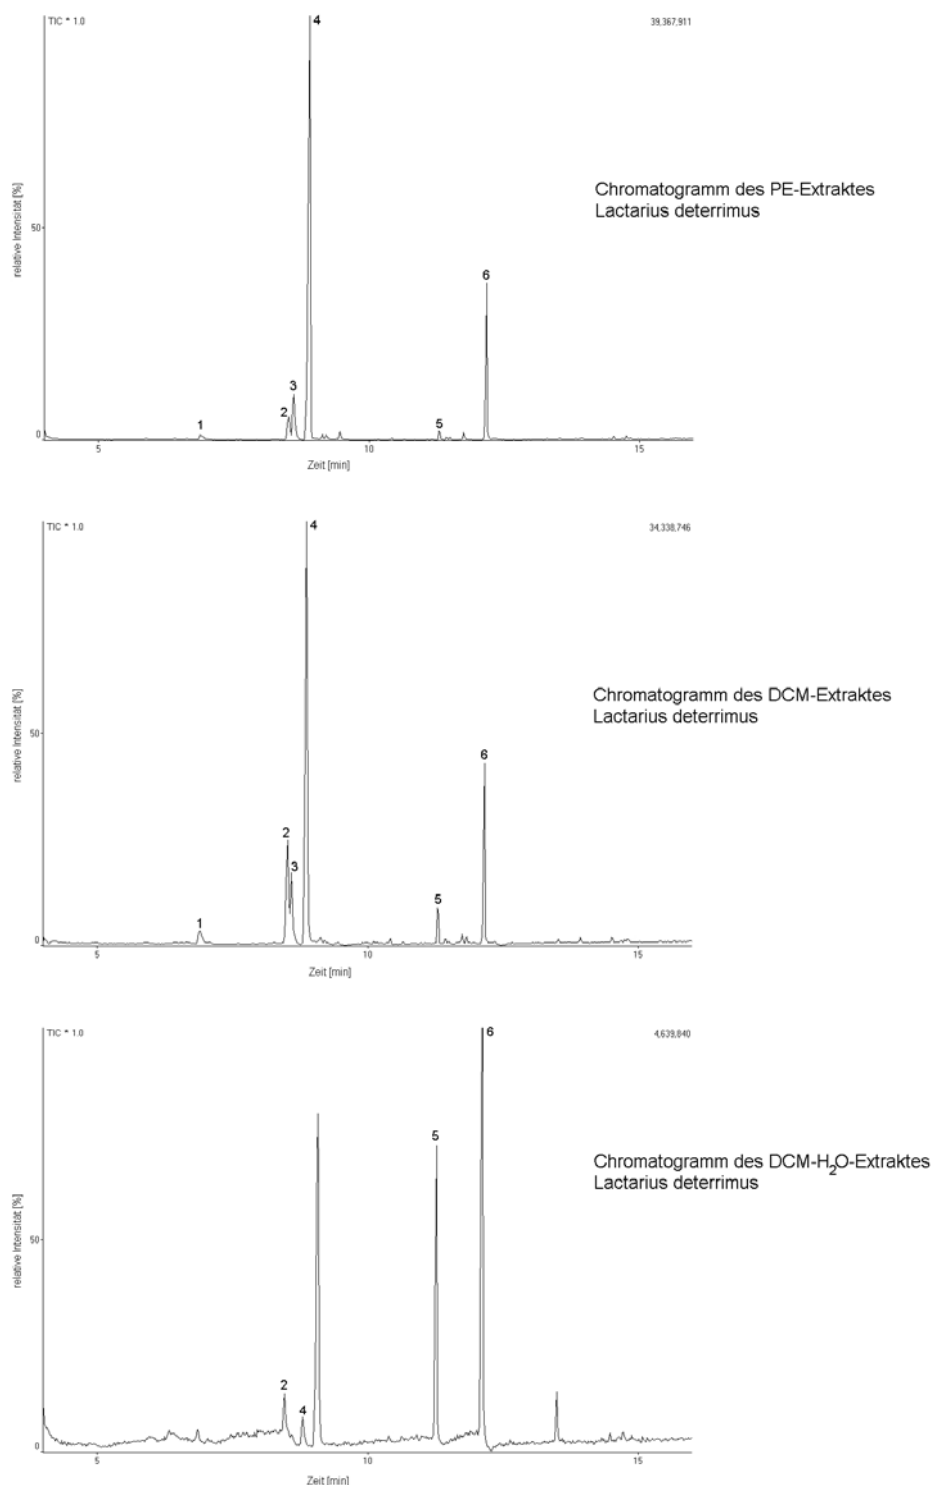 TIC * 1.0
4
39,367,911
relative Intensität [%]
Chromatogramm des PE-Extraktes
Lactarius deterrimus
50
6
3
2
1
5
0
5
10
15
Zeit [min]
TIC * 1.0
4
34,338,746
relative Intensität [%]
Chromatogramm des DCM-Extraktes
Lactarius deterrimus
50
6
2
3
1
5
0
5
10
15
Zeit [min]
TIC * 1.0
6
4,639,840
relative Intensität [%]
5
Chromatogramm des DCM-H₂O-Extraktes
Lactarius deterrimus
50
2
4
0
5
10
15
Zeit [min]